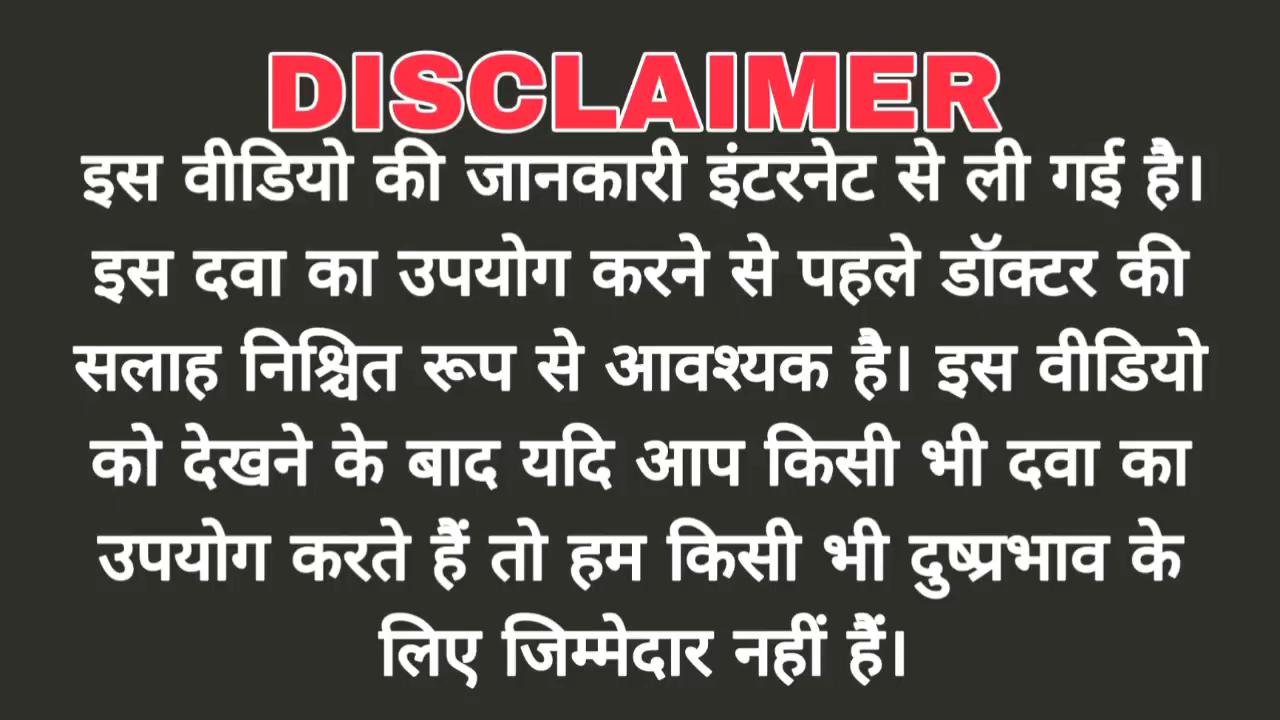 DISCLAIMER
इस वीडियो की जानकारी इंटरनेट से ली गई है।
इस दवा का उपयोग करने से पहले डॉक्टर की
सलाह निश्चित रूप से आवश्यक है। इस वीडियो
को देखने के बाद यदि आप किसी भी दवा का
उपयोग करते हैं तो हम किसी भी दुष्प्रभाव के
लिए जिम्मेदार नहीं हैं।